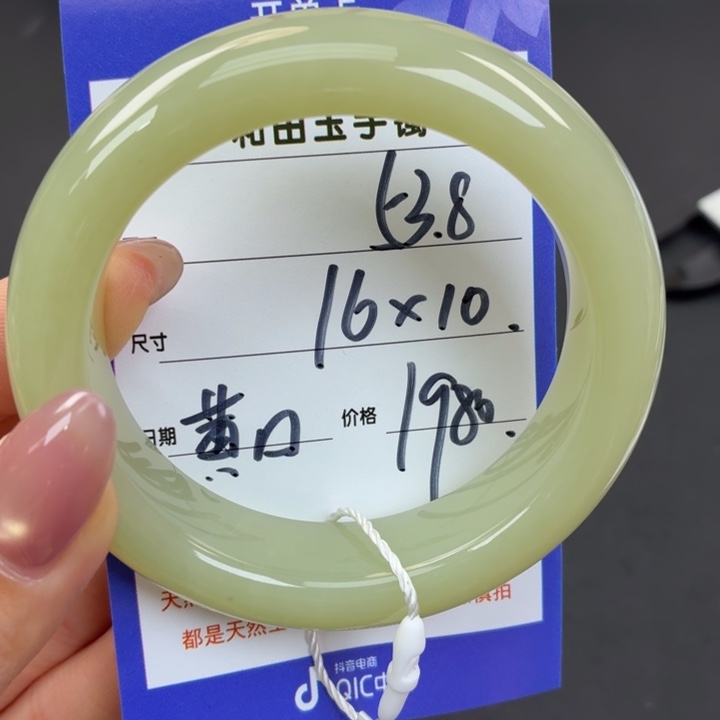 和田玉手镯
53.8
尺寸 16×10.
日期 黄口 价格 1980.
都是天然
抖音电商
QIC